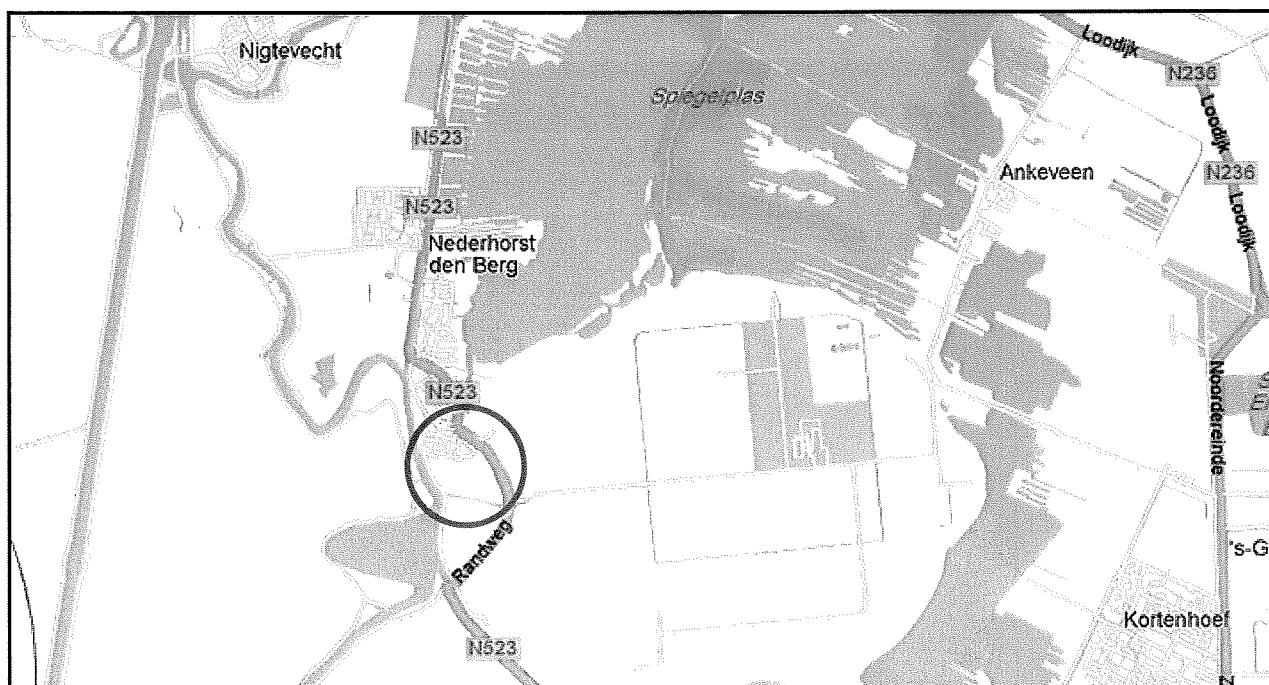 Nigtevecht
Spiegelplas
Loodijk
N236
Loodijk
N523
Ankeveen
N236
Loodijk
N523
Nederhorst
den Berg
N523
Noordereinde
Randweg
's-G
Kortenhoef
N523